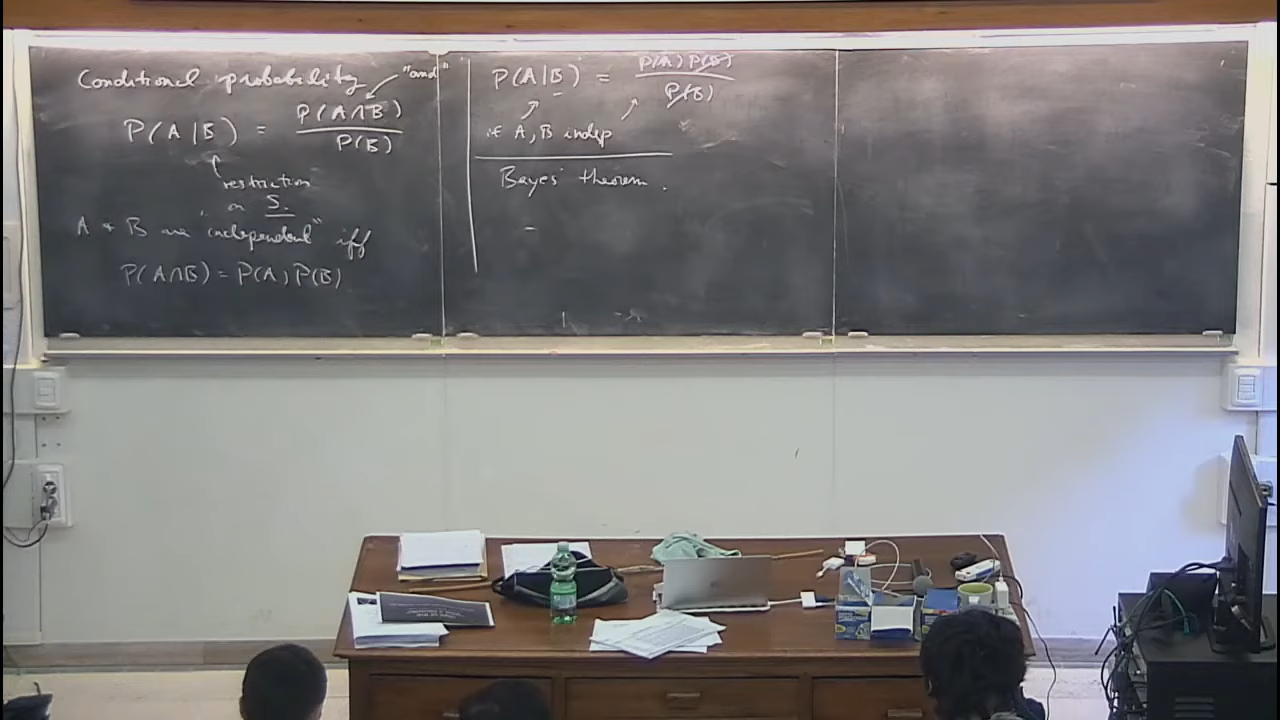 Conditional probability "and"
P(A|B) = P(A∩B) / P(B)
restriction
on S.
A + B are "independent" iff
P(A∩B) = P(A) P(B)
P(A|B) = P(A) P(B) / P(B)
if A, B indep
Bayes' theorem.